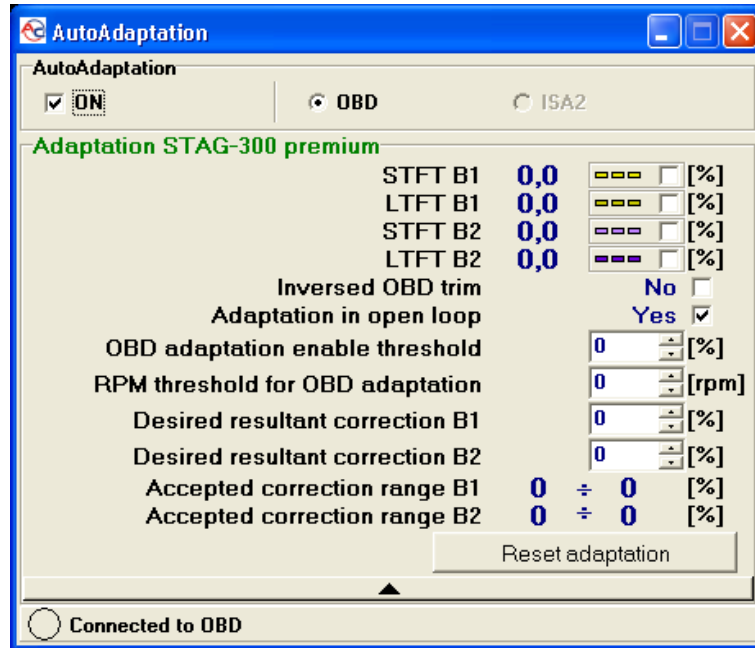 AC AutoAdaptation
AutoAdaptation
ON OBD ISA2
Adaptation STAG-300 premium
STFT B1 0,0 [%]
LTFT B1 0,0 [%]
STFT B2 0,0 [%]
LTFT B2 0,0 [%]
Inversed OBD trim No
Adaptation in open loop Yes
OBD adaptation enable threshold 0 [%]
RPM threshold for OBD adaptation 0 [rpm]
Desired resultant correction B1 0 [%]
Desired resultant correction B2 0 [%]
Accepted correction range B1 0 ÷ 0 [%]
Accepted correction range B2 0 ÷ 0 [%]
Reset adaptation
Connected to OBD